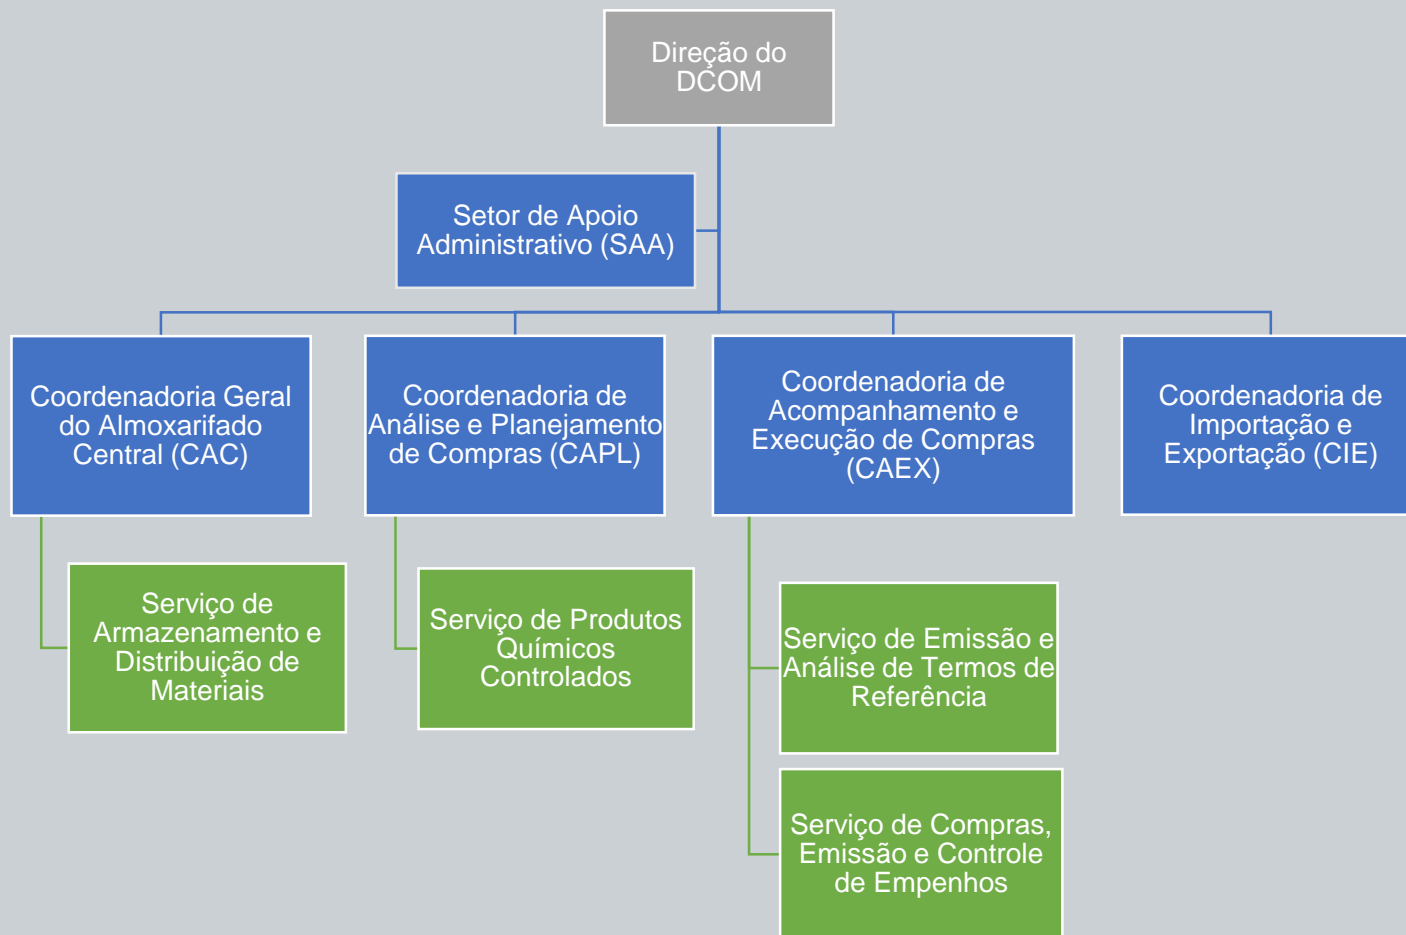 Direção do
DCOM
Setor de Apoio
Administrativo (SAA)
Coordenadoria Geral
do Almoxarifado
Central (CAC)
Coordenadoria de
Análise e Planejamento
de Compras (CAPL)
Coordenadoria de
Acompanhamento e
Execução de Compras
(CAEX)
Coordenadoria de
Importação e
Exportação (CIE)
Serviço de
Armazenamento e
Distribuição de
Materiais
Serviço de Produtos
Químicos
Controlados
Serviço de Emissão e
Análise de Termos de
Referência
Serviço de Compras,
Emissão e Controle
de Empenhos